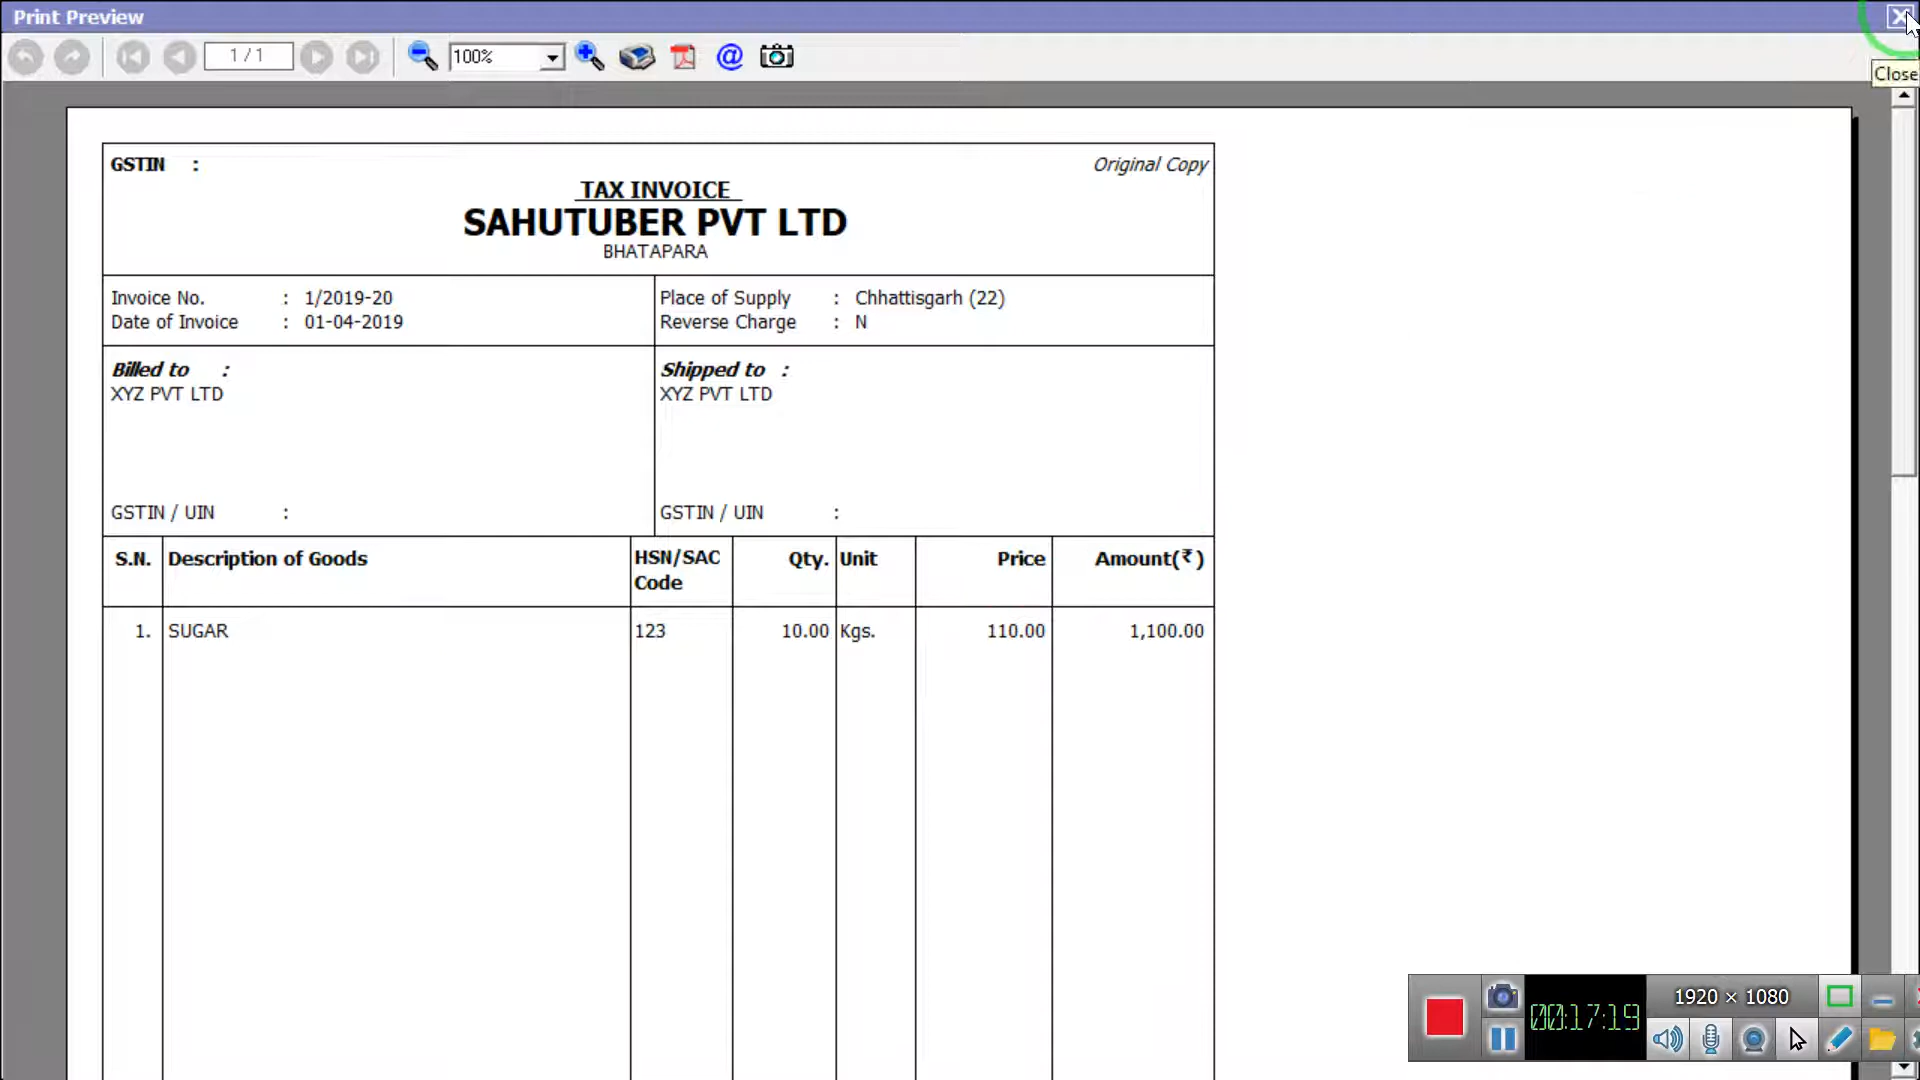 Print Preview
1 / 1
100%
@
Close
GSTIN :
Original Copy
TAX INVOICE
SAHUTUBER PVT LTD
BHATAPARA
Invoice No. : 1/2019-20
Date of Invoice : 01-04-2019
Place of Supply : Chhattisgarh (22)
Reverse Charge : N
Billed to :
XYZ PVT LTD
Shipped to :
XYZ PVT LTD
GSTIN / UIN :
GSTIN / UIN :
S.N. Description of Goods HSN/SAC Code Qty. Unit Price Amount(₹)
1. SUGAR 123 10.00 Kgs. 110.00 1,100.00
00:17:19
1920 × 1080